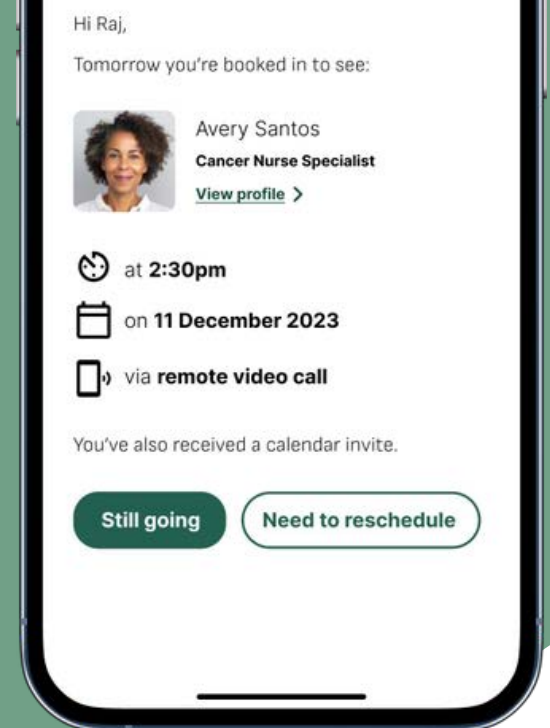 Hi Raj,
Tomorrow you're booked in to see:
Avery Santos
Cancer Nurse Specialist
View profile
at 2:30pm
on 11 December 2023
via remote video call
You've also received a calendar invite.
Still going
Need to reschedule